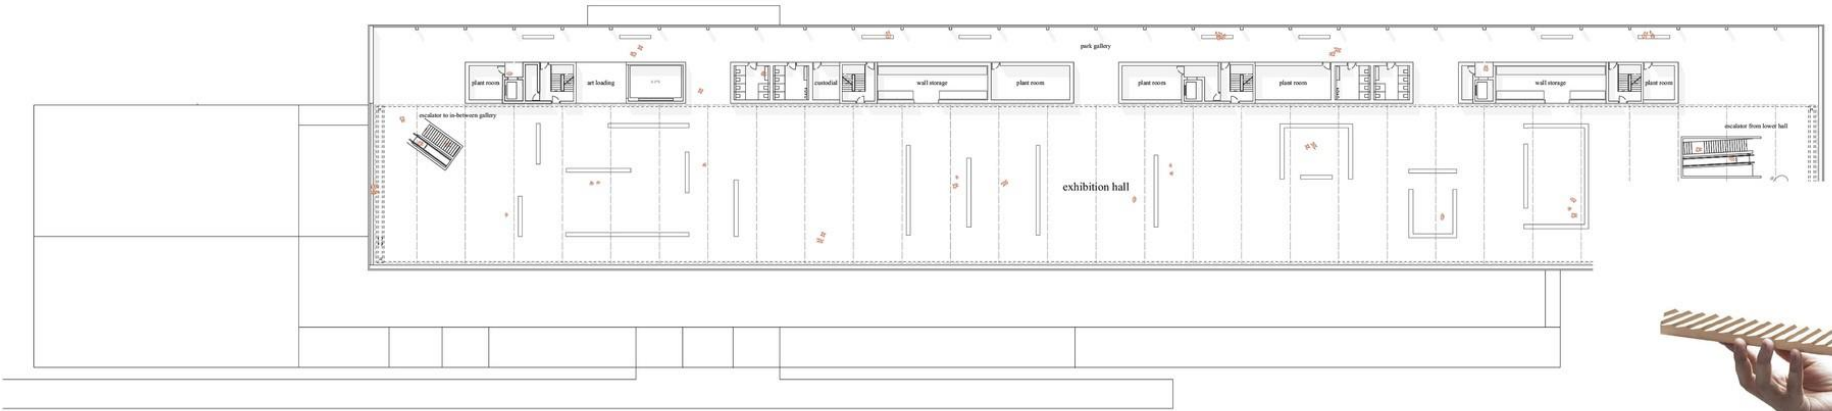 park gallery
plant room
art loading
custodial
wall storage
plant room
plant room
plant room
wall storage
plant room
escalator to in-between gallery
escalator from lower hall
exhibition hall